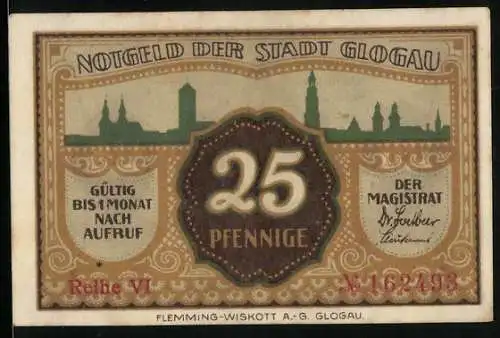 NOTGELD DER STADT GLOGAU
GÜLTIG
BIS 1 MONAT
NACH
AUFRUF
25
PFENNIGE
DER
MAGISTRAT
Reihe VI
№ 162493
FLEMMING-WISKOTT A.-G. GLOGAU.